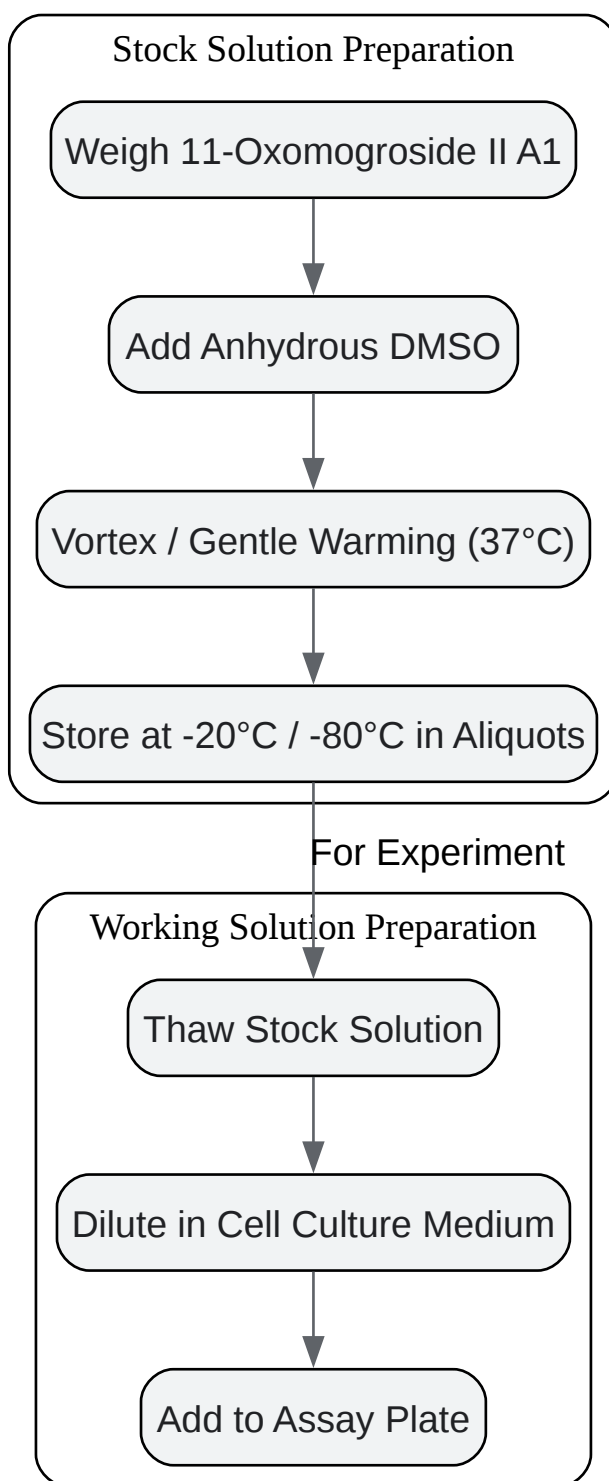 Stock Solution Preparation
Weigh 11-Oxomogroside II A1
Add Anhydrous DMSO
Vortex / Gentle Warming (37°C)
Store at -20°C / -80°C in Aliquots
For Experiment
Working Solution Preparation
Thaw Stock Solution
Dilute in Cell Culture Medium
Add to Assay Plate